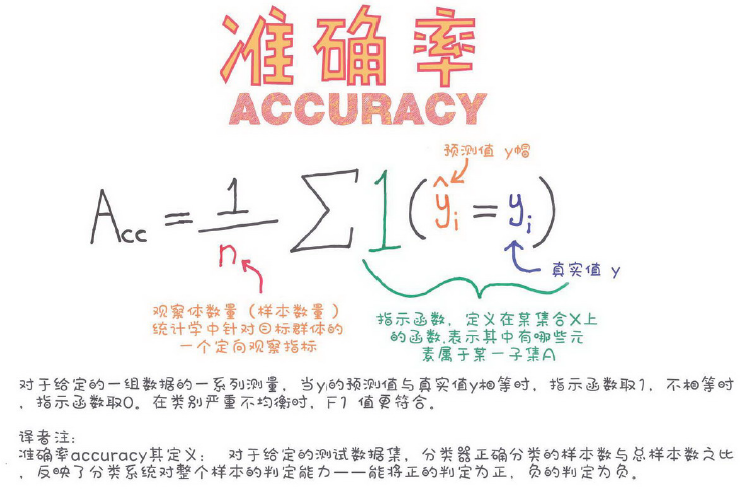 准确率
ACCURACY
预测值 y帽
Acc = 1/n ∑ 1(ŷi = yi)
真实值 y
观察体数量（样本数量）
统计学中针对目标群体的
一个定向观察指标
指示函数，定义在某集合X上
的函数,表示其中有哪些元
素属于某一子集A
对于给定的一组数据的一系列测量，当yi的预测值与真实值y相等时，指示函数取1，不相等时
，指示函数取0。在类别严重不均衡时，F1 值更符合。
译者注：
准确率accuracy其定义： 对于给定的测试数据集，分类器正确分类的样本数与总样本数之比
，反映了分类系统对整个样本的判定能力——能将正的判定为正，负的判定为负。